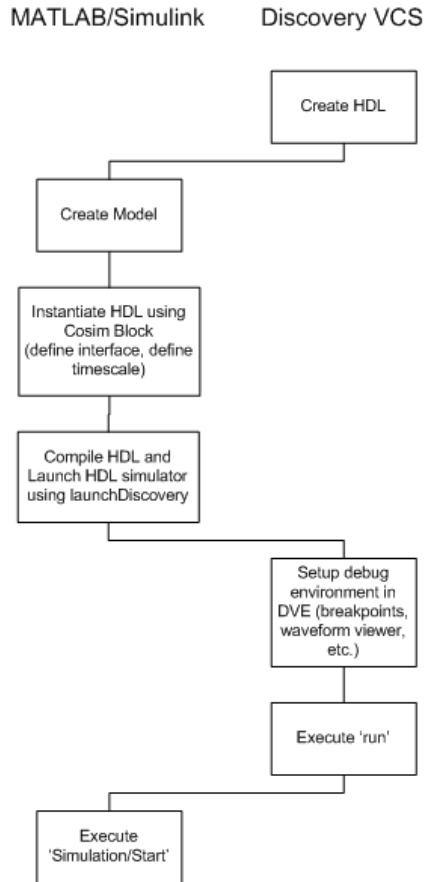 MATLAB/Simulink
Discovery VCS
Create HDL
Create Model
Instantiate HDL using
Cosim Block
(define interface, define
timescale)
Compile HDL and
Launch HDL simulator
using launchDiscovery
Setup debug
environment in
DVE (breakpoints,
waveform viewer,
etc.)
Execute ‘run’
Execute
‘Simulation/Start’